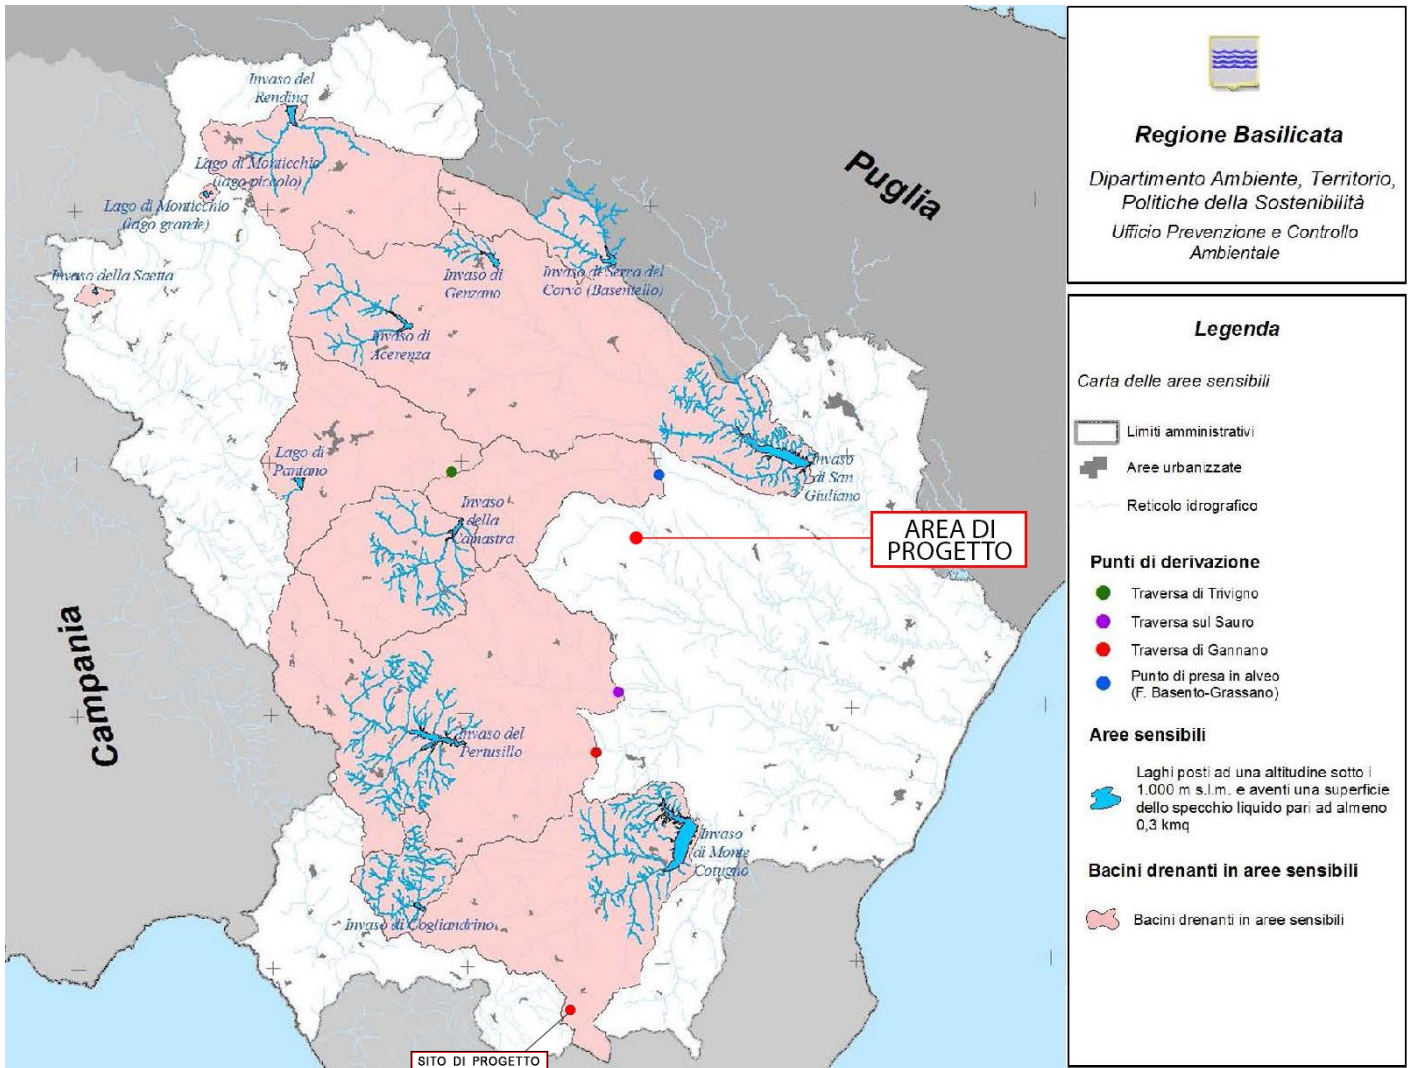 Invaso del
Rendina
Lago di Monticchio
(lago piccolo)
Lago di Monticchio
(lago grande)
Invaso della Saetta
Invaso di
Genzano
Invaso di Serra del
Corvo (Basentello)
Invaso di
Acerenza
Puglia
Lago di
Pantano
Invaso
della
Camastra
Invaso
di San
Giuliano
AREA DI
PROGETTO
Campania
Invaso del
Pertusillo
Invaso
di Monte
Cotugno
Invaso di Cogliandrino
SITO DI PROGETTO
Regione Basilicata
Dipartimento Ambiente, Territorio,
Politiche della Sostenibilità
Ufficio Prevenzione e Controllo
Ambientale
Legenda
Carta delle aree sensibili
Limiti amministrativi
Aree urbanizzate
Reticolo idrografico
Punti di derivazione
Traversa di Trivigno
Traversa sul Sauro
Traversa di Gannano
Punto di presa in alveo
(F. Basento-Grassano)
Aree sensibili
Laghi posti ad una altitudine sotto i
1.000 m s.l.m. e aventi una superficie
dello specchio liquido pari ad almeno
0,3 kmq
Bacini drenanti in aree sensibili
Bacini drenanti in aree sensibili